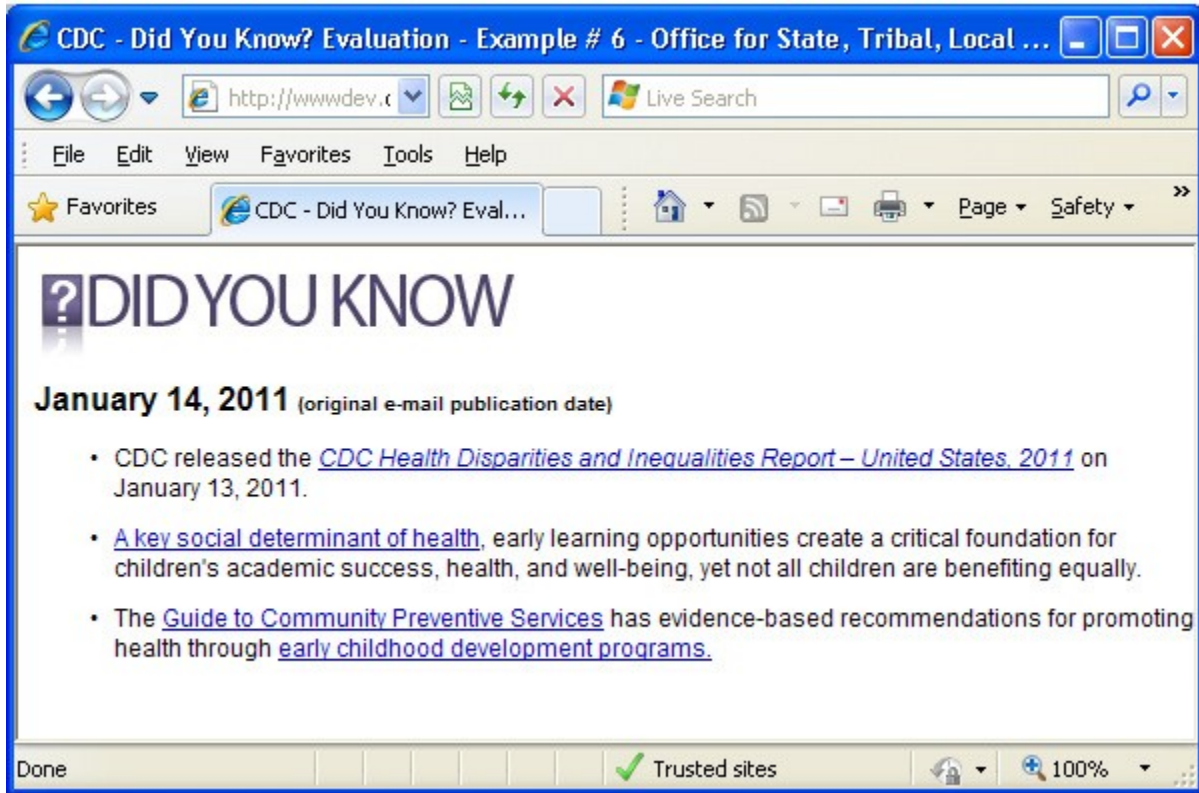 CDC - Did You Know? Evaluation - Example # 6 - Office for State, Tribal, Local ...
http://wwwdev.c Live Search
File Edit View Favorites Tools Help
Favorites CDC - Did You Know? Eval... Page Safety »
? DID YOU KNOW
January 14, 2011 (original e-mail publication date)
• CDC released the CDC Health Disparities and Inequalities Report – United States, 2011 on
January 13, 2011.
• A key social determinant of health, early learning opportunities create a critical foundation for
children's academic success, health, and well-being, yet not all children are benefiting equally.
• The Guide to Community Preventive Services has evidence-based recommendations for promoting
health through early childhood development programs.
Done Trusted sites 100%